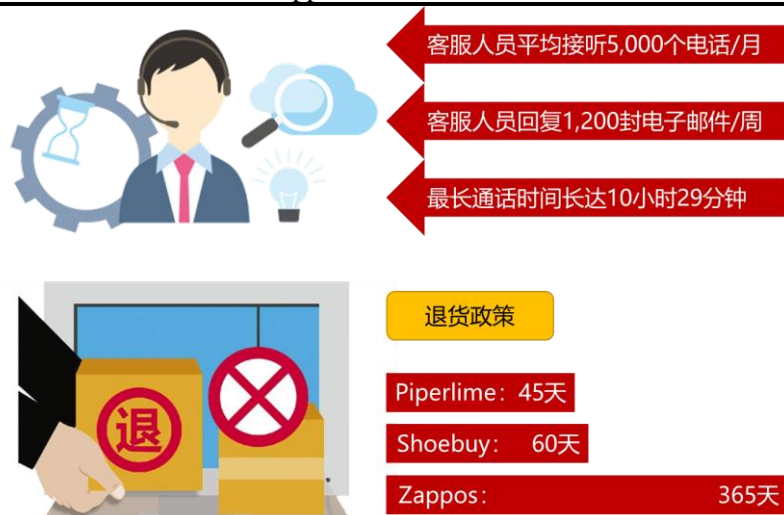 客服人员平均接听5,000个电话/月
客服人员回复1,200封电子邮件/周
最长通话时间长达10小时29分钟
退货政策
退
Piperlime：45天
Shoebuy： 60天
Zappos： 365天